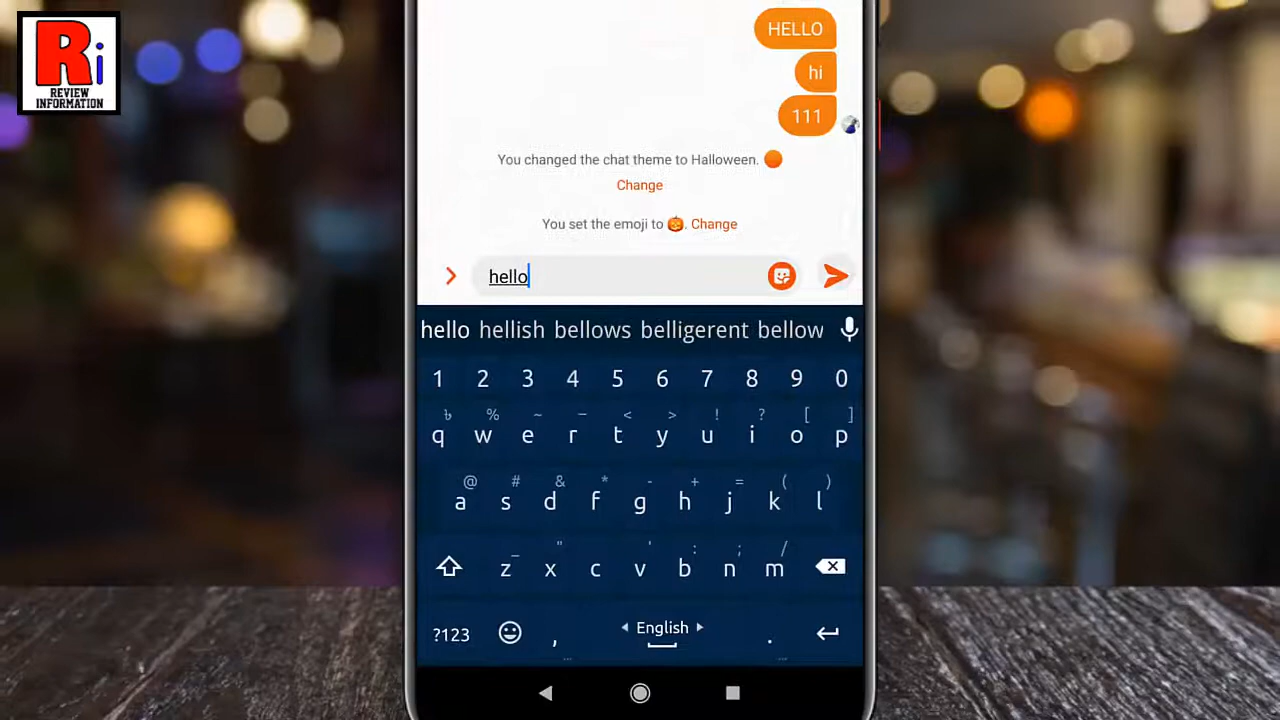 Ri
REVIEW
INFORMATION
HELLO
hi
111
You changed the chat theme to Halloween. 🟠
Change
You set the emoji to 🎃. Change
hello
hello hellish bellows belligerent bellow
1 2 3 4 5 6 7 8 9 0
৳ % ~ – < > ! ? [ ]
q w e r t y u i o p
@ # & * - + = ( )
a s d f g h j k l
_ " ' : ; /
z x c v b n m
?123 , English .